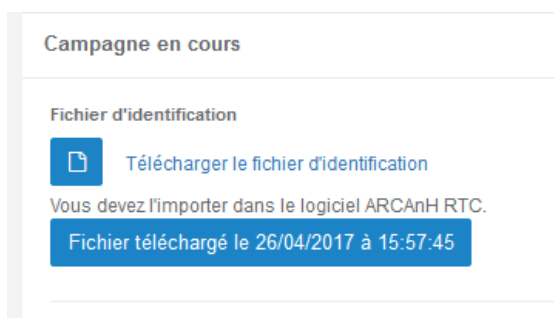 Campagne en cours
Fichier d'identification
Télécharger le fichier d'identification
Vous devez l'importer dans le logiciel ARCAnH RTC.
Fichier téléchargé le 26/04/2017 à 15:57:45